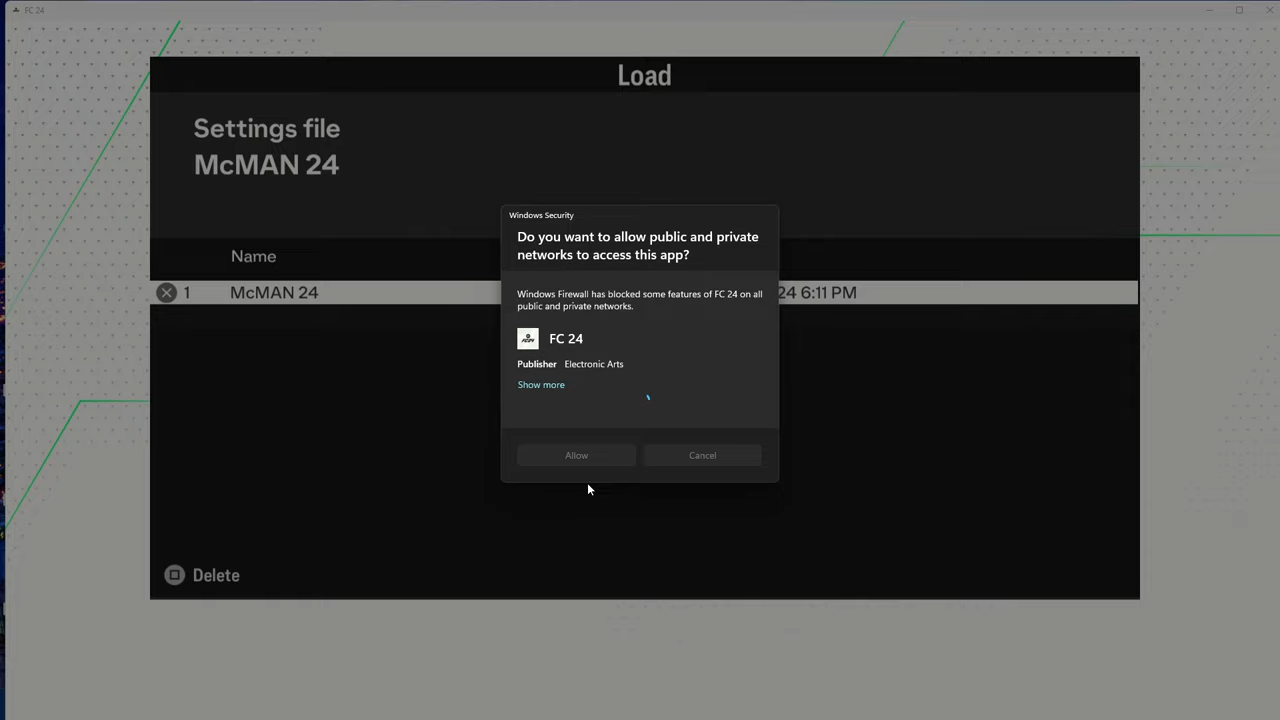 FC 24
Load
Settings file
McMAN 24
Name
1 McMAN 24 24 6:11 PM
Windows Security
Do you want to allow public and private
networks to access this app?
Windows Firewall has blocked some features of FC 24 on all
public and private networks.
FC 24
Publisher Electronic Arts
Show more
Allow Cancel
Delete